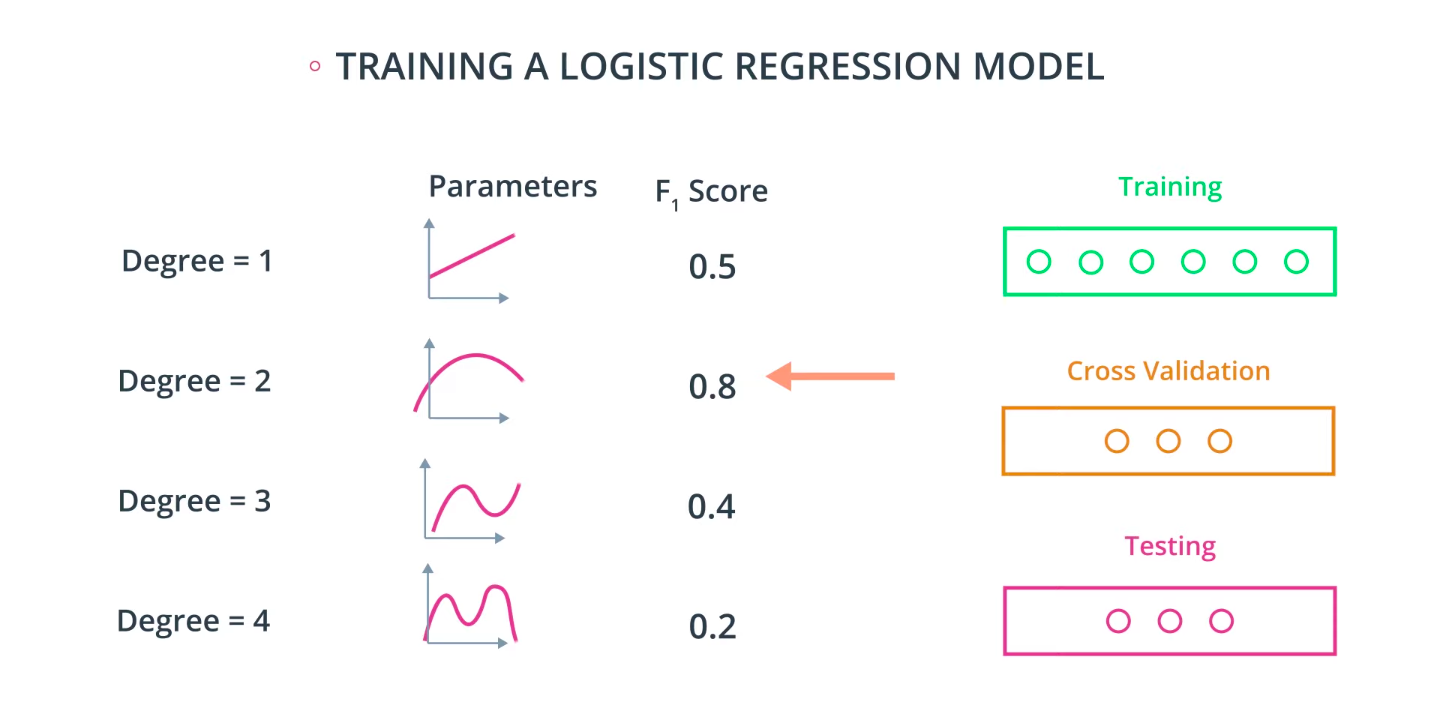 TRAINING A LOGISTIC REGRESSION MODEL
Parameters
F1 Score
Training
Degree = 1
0.5
Degree = 2
0.8
Cross Validation
Degree = 3
0.4
Testing
Degree = 4
0.2